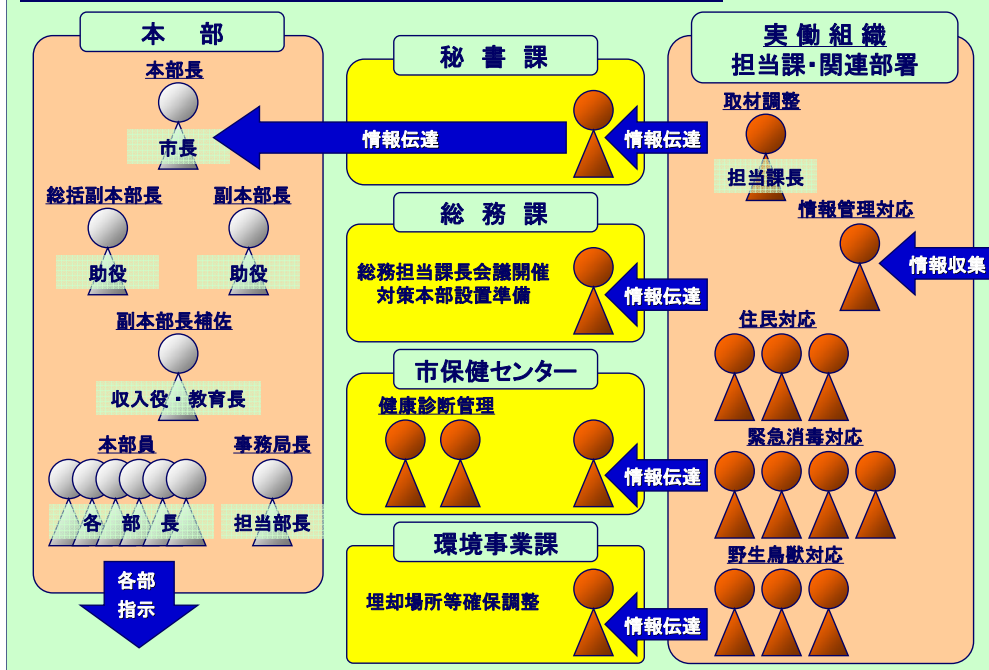 本 部
本部長
市長
総括副本部長
副本部長
助役
助役
副本部長補佐
収入役・教育長
本部員
事務局長
各 部 長
担当部長
各部
指示
秘 書 課
情報伝達
情報伝達
総 務 課
総務担当課長会議開催
対策本部設置準備
情報伝達
市保健センター
健康診断管理
情報伝達
環境事業課
埋却場所等確保調整
情報伝達
実 働 組 織
担当課・関連部署
取材調整
担当課長
情報管理対応
情報収集
住民対応
緊急消毒対応
野生鳥獣対応